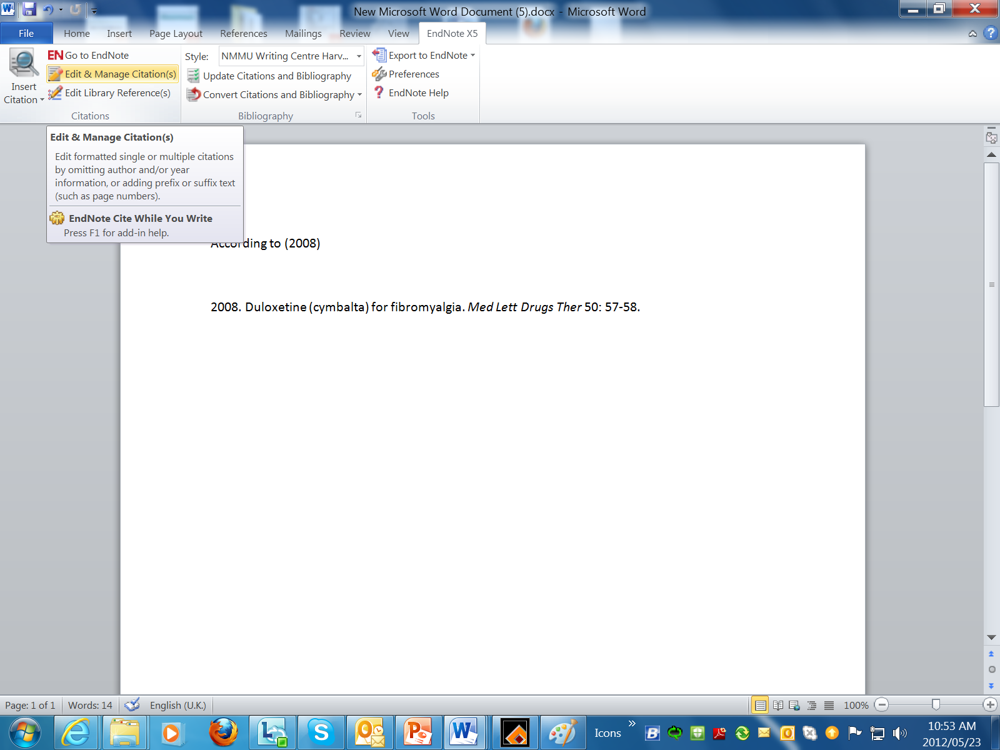 New Microsoft Word Document (5).docx - Microsoft Word
File Home Insert Page Layout References Mailings Review View EndNote X5
Insert Citation
EN Go to EndNote
Edit & Manage Citation(s)
Edit Library Reference(s)
Citations
Style: NMMU Writing Centre Harv...
Update Citations and Bibliography
Convert Citations and Bibliography
Bibliography
Export to EndNote
Preferences
EndNote Help
Tools
Edit & Manage Citation(s)
Edit formatted single or multiple citations
by omitting author and/or year
information, or adding prefix or suffix text
(such as page numbers).
EndNote Cite While You Write
Press F1 for add-in help.
According to (2008)
2008. Duloxetine (cymbalta) for fibromyalgia. Med Lett Drugs Ther 50: 57-58.
Page: 1 of 1 Words: 14 English (U.K.) 100%
Icons
10:53 AM
2012/05/23